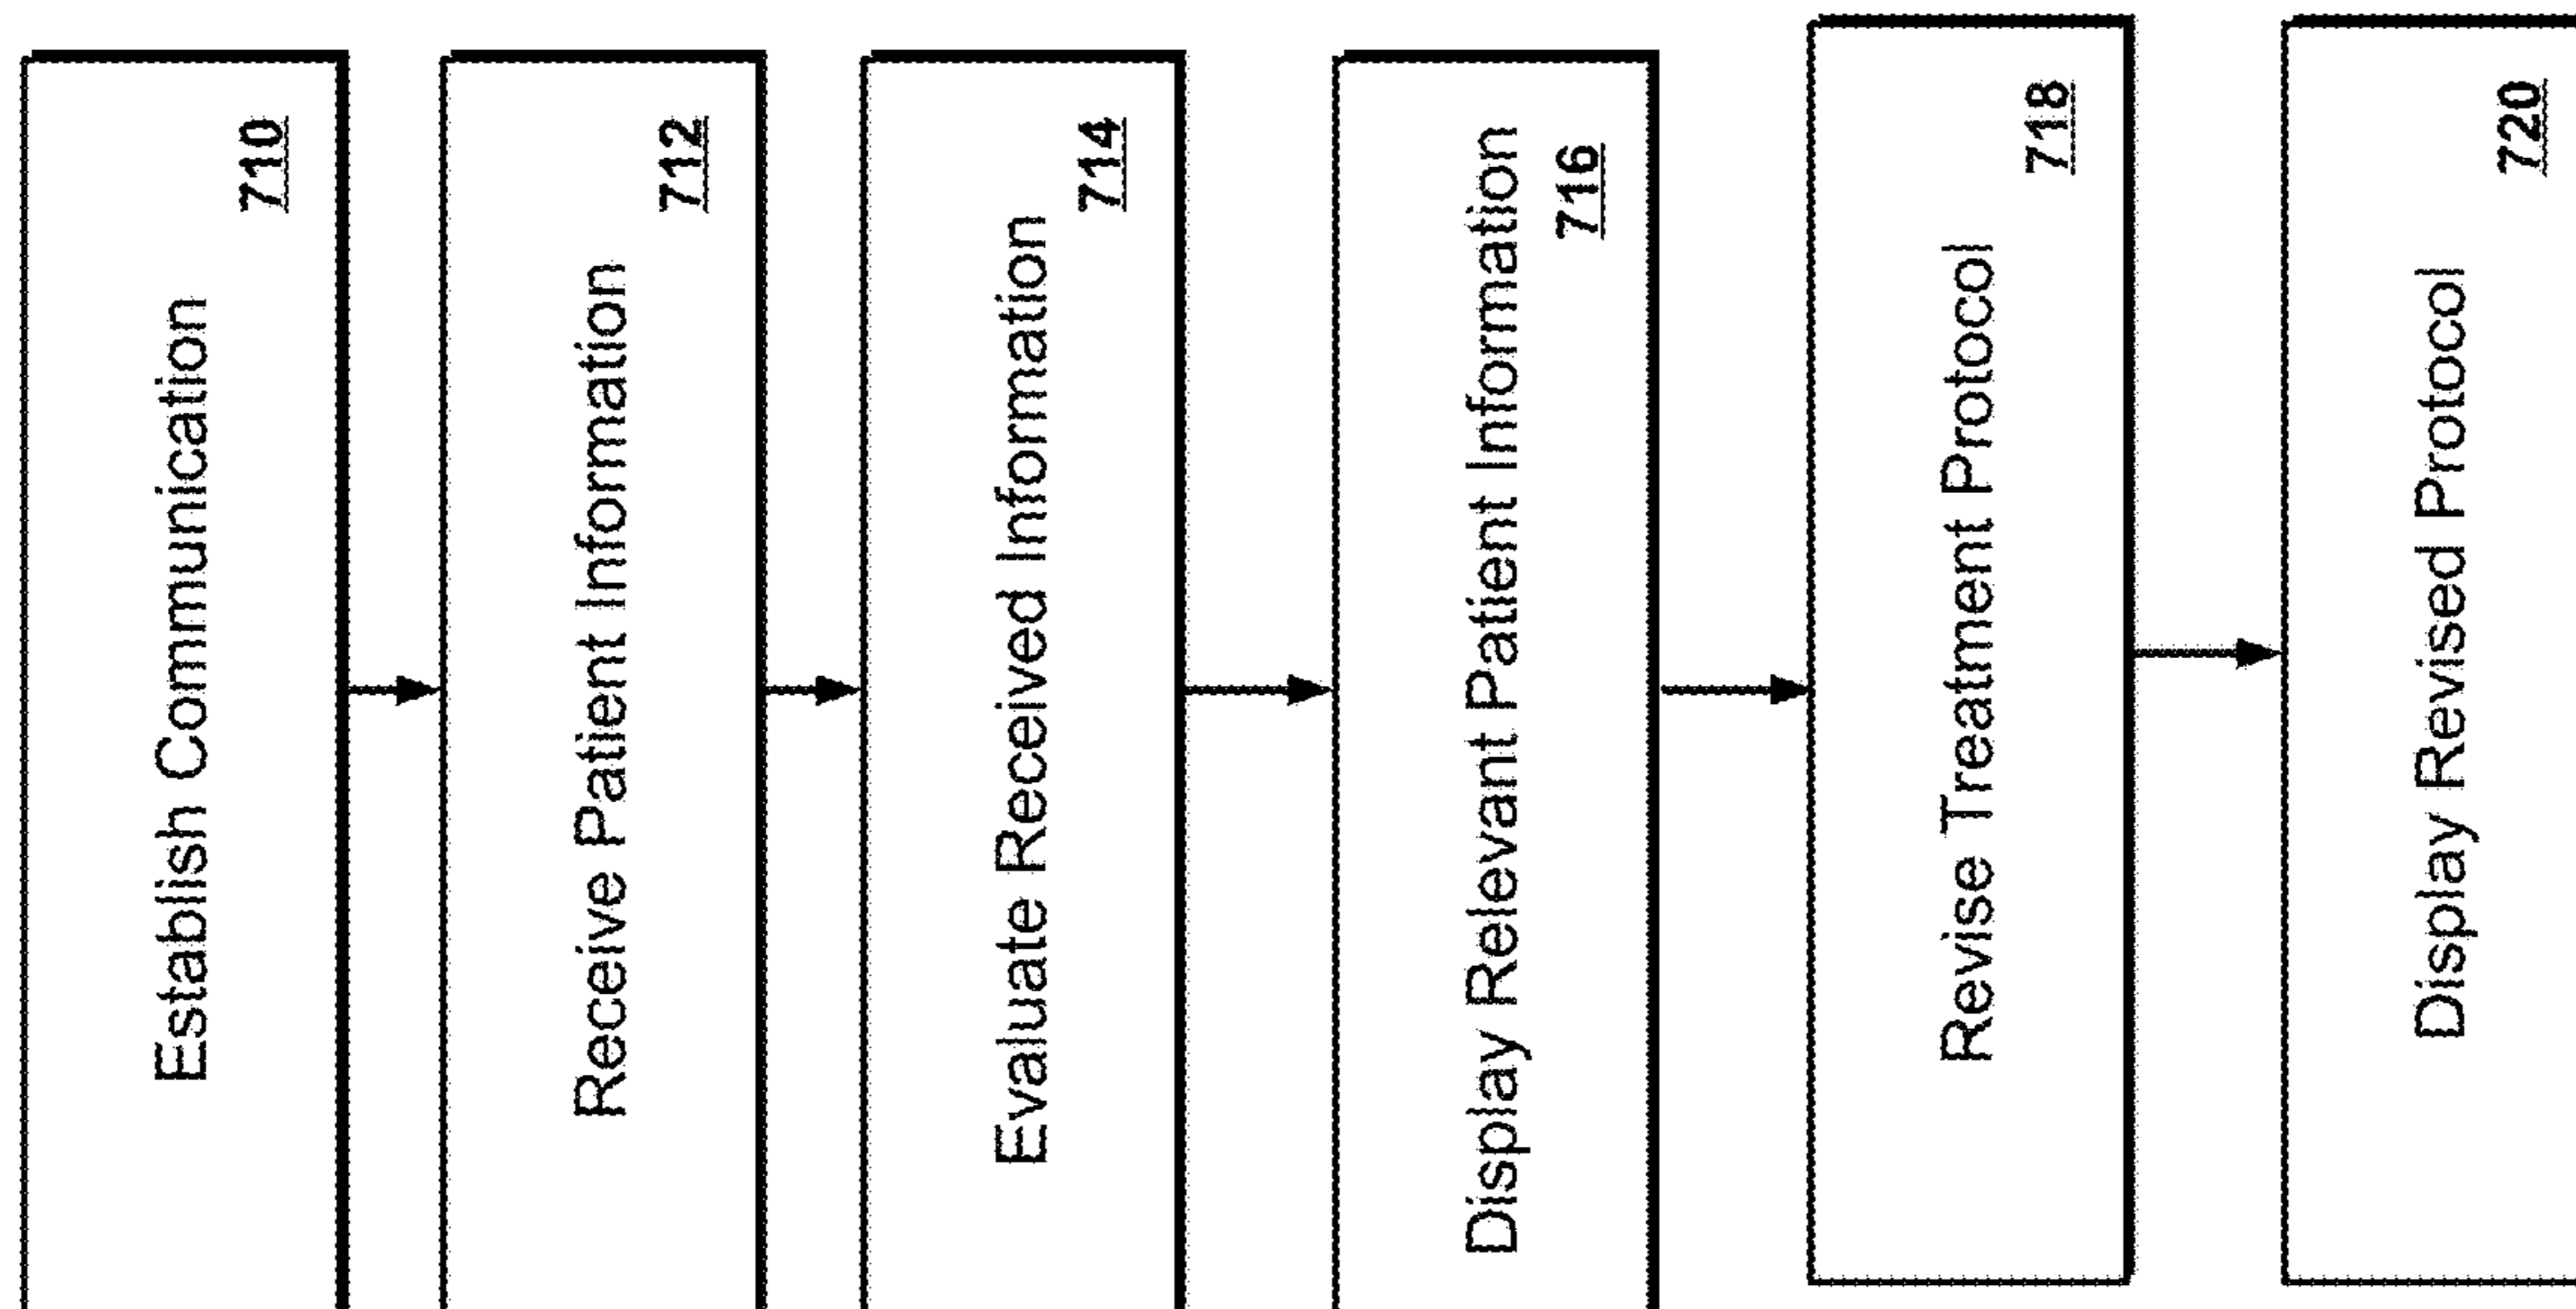 Establish Communication
710
Receive Patient Information
712
Evaluate Received Information
714
Display Relevant Patient Information
716
Revise Treatment Protocol
718
Display Revised Protocol
720